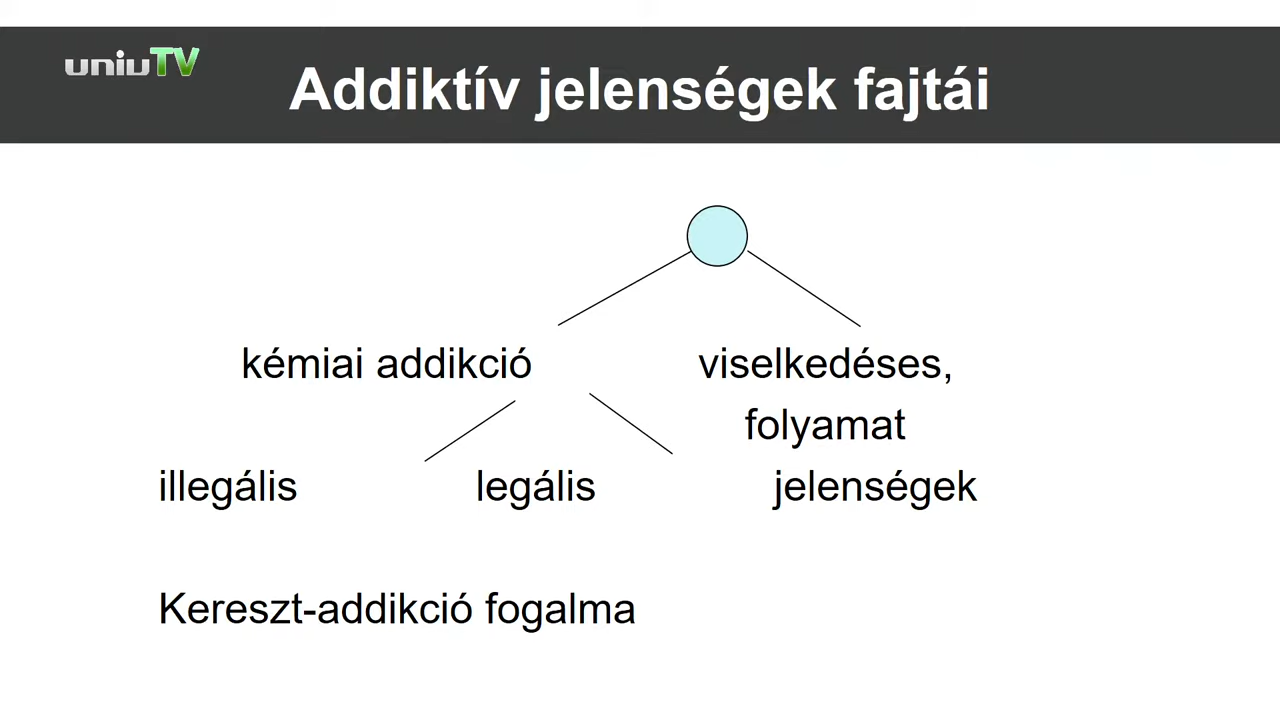 uniuTV
Addiktív jelenségek fajtái
kémiai addikció
viselkedéses,
folyamat
illegális
legális
jelenségek
Kereszt-addikció fogalma